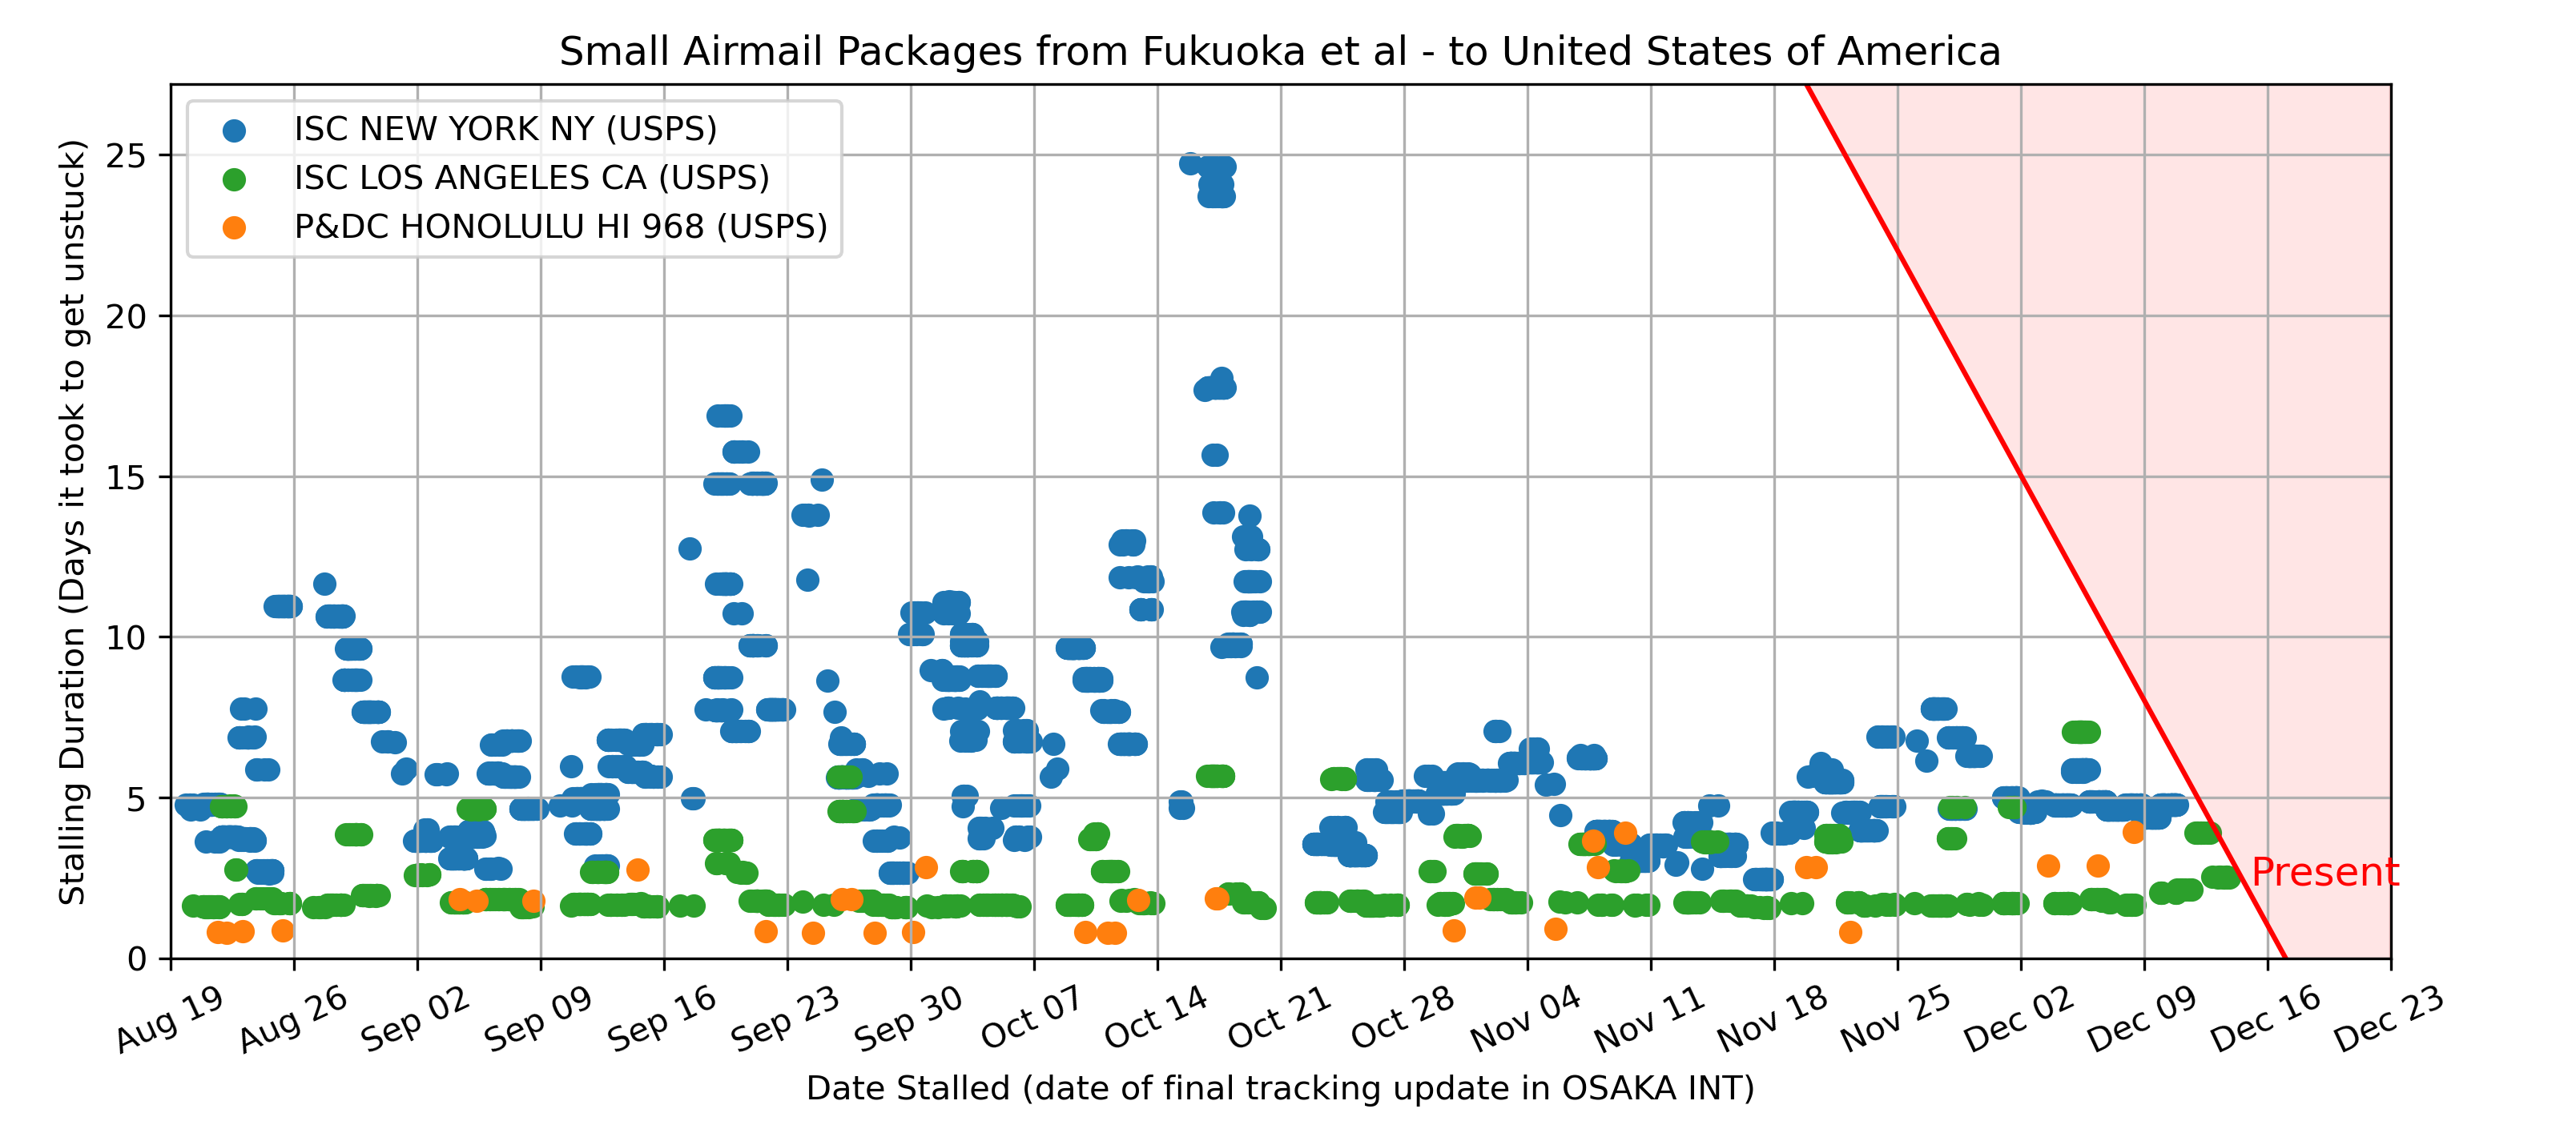 Small Airmail Packages from Fukuoka et al - to United States of America
ISC NEW YORK NY (USPS)
ISC LOS ANGELES CA (USPS)
P&DC HONOLULU HI 968 (USPS)
Stalling Duration (Days it took to get unstuck)
25
20
15
10
5
0
Present
Aug 19
Aug 26
Sep 02
Sep 09
Sep 16
Sep 23
Sep 30
Oct 07
Oct 14
Oct 21
Oct 28
Nov 04
Nov 11
Nov 18
Nov 25
Dec 02
Dec 09
Dec 16
Dec 23
Date Stalled (date of final tracking update in OSAKA INT)